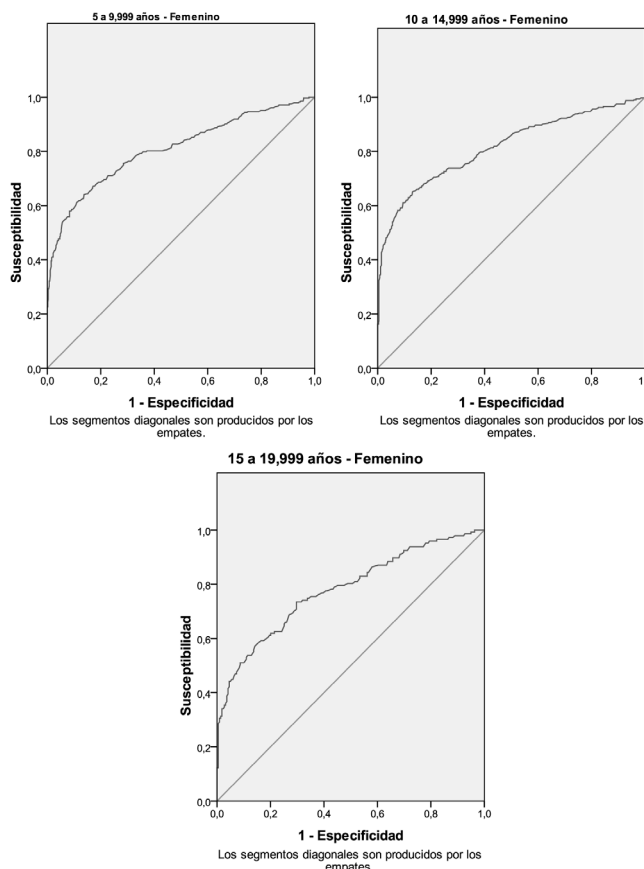 5 a 9,999 años - Femenino
1,0
0,8
0,6
0,4
0,2
0,0
Susceptibilidad
0,0 0,2 0,4 0,6 0,8 1,0
1 - Especificidad
Los segmentos diagonales son producidos por los
empates.
10 a 14,999 años - Femenino
1,0
0,8
0,6
0,4
0,2
0,0
Susceptibilidad
0,0 0,2 0,4 0,6 0,8
1 - Especificidad
Los segmentos diagonales son producidos por los
empates.
15 a 19,999 años - Femenino
1,0
0,8
0,6
0,4
0,2
0,0
Susceptibilidad
0,0 0,2 0,4 0,6 0,8 1,0
1 - Especificidad
Los segmentos diagonales son producidos por los
empates